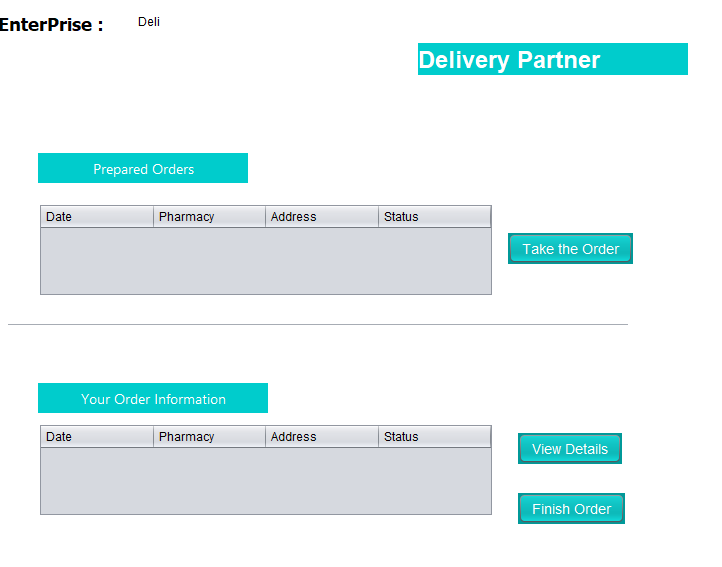 EnterPrise : Deli
Delivery Partner
Prepared Orders
Date Pharmacy Address Status
Take the Order
Your Order Information
Date Pharmacy Address Status
View Details
Finish Order